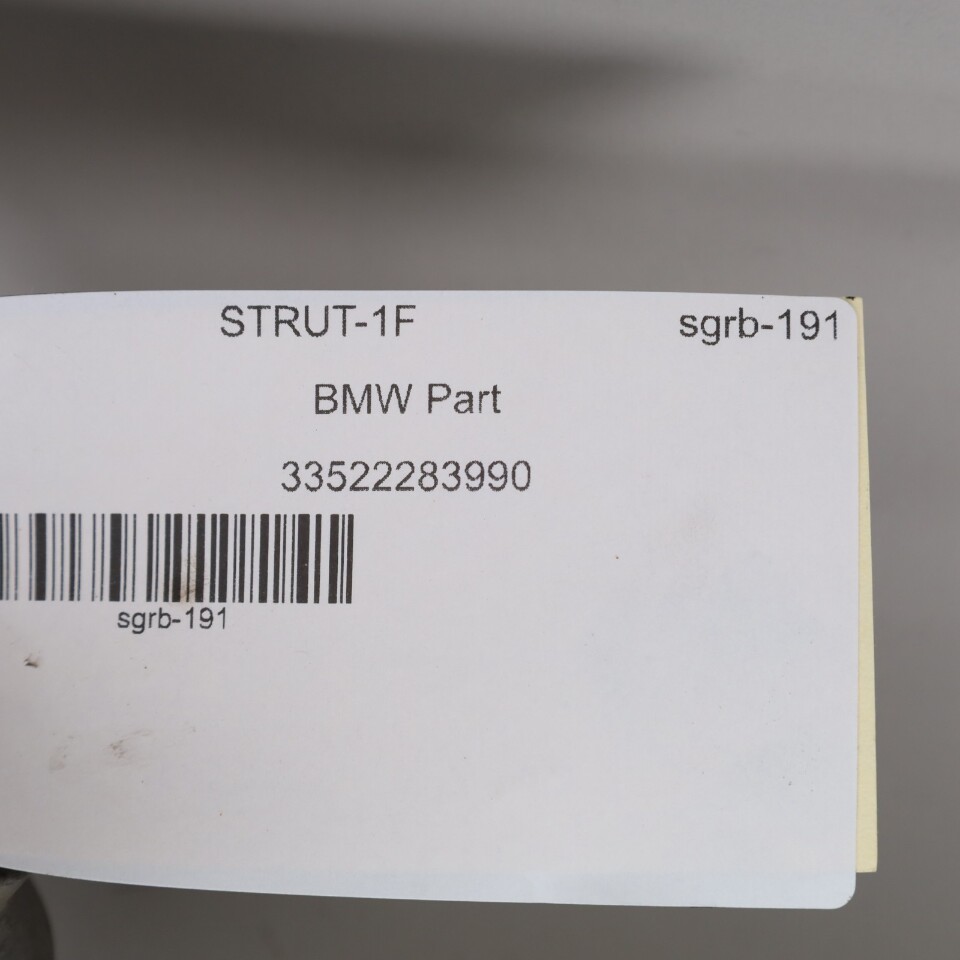 STRUT-1F sgrb-191
BMW Part
33522283990
sgrb-191